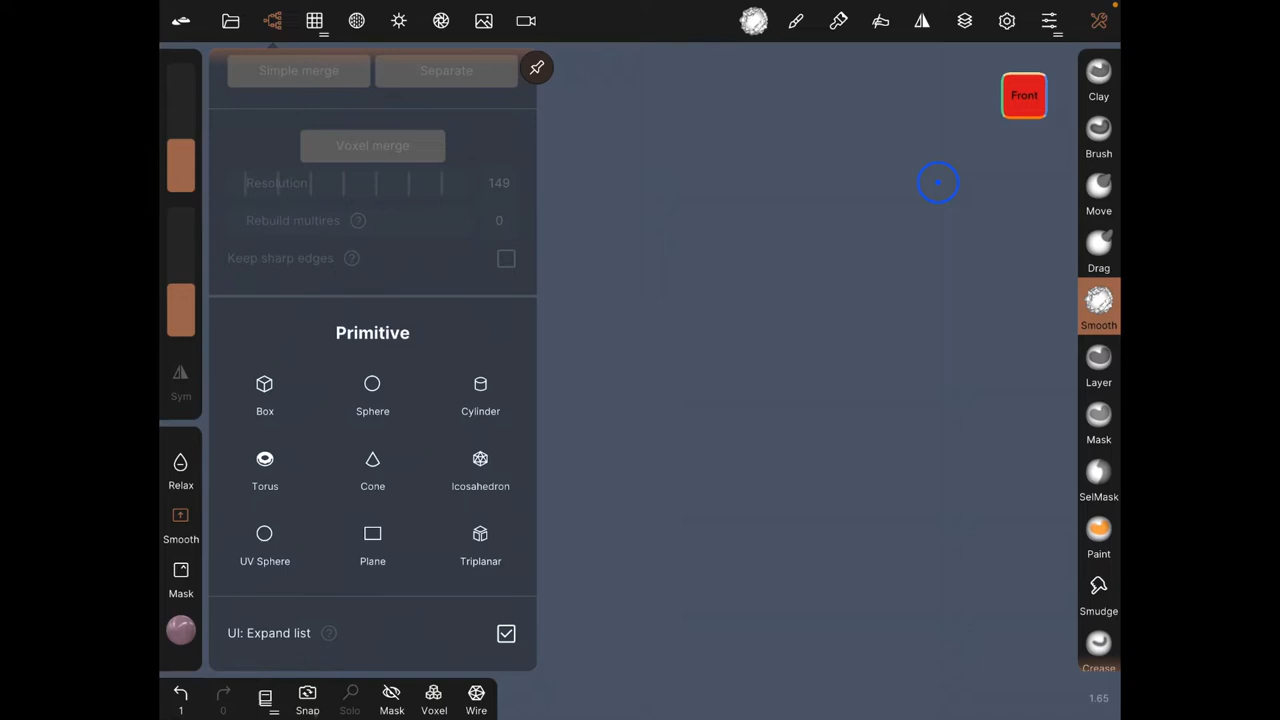 Simple merge
Separate
Voxel merge
Resolution 149
Rebuild multires ? 0
Keep sharp edges ?
Primitive
Box
Sphere
Cylinder
Torus
Cone
Icosahedron
UV Sphere
Plane
Triplanar
UI: Expand list ?
Front
Sym
Relax
Smooth
Mask
1
0
Snap
Solo
Mask
Voxel
Wire
Clay
Brush
Move
Drag
Smooth
Layer
Mask
SelMask
Paint
Smudge
Crease
1.65